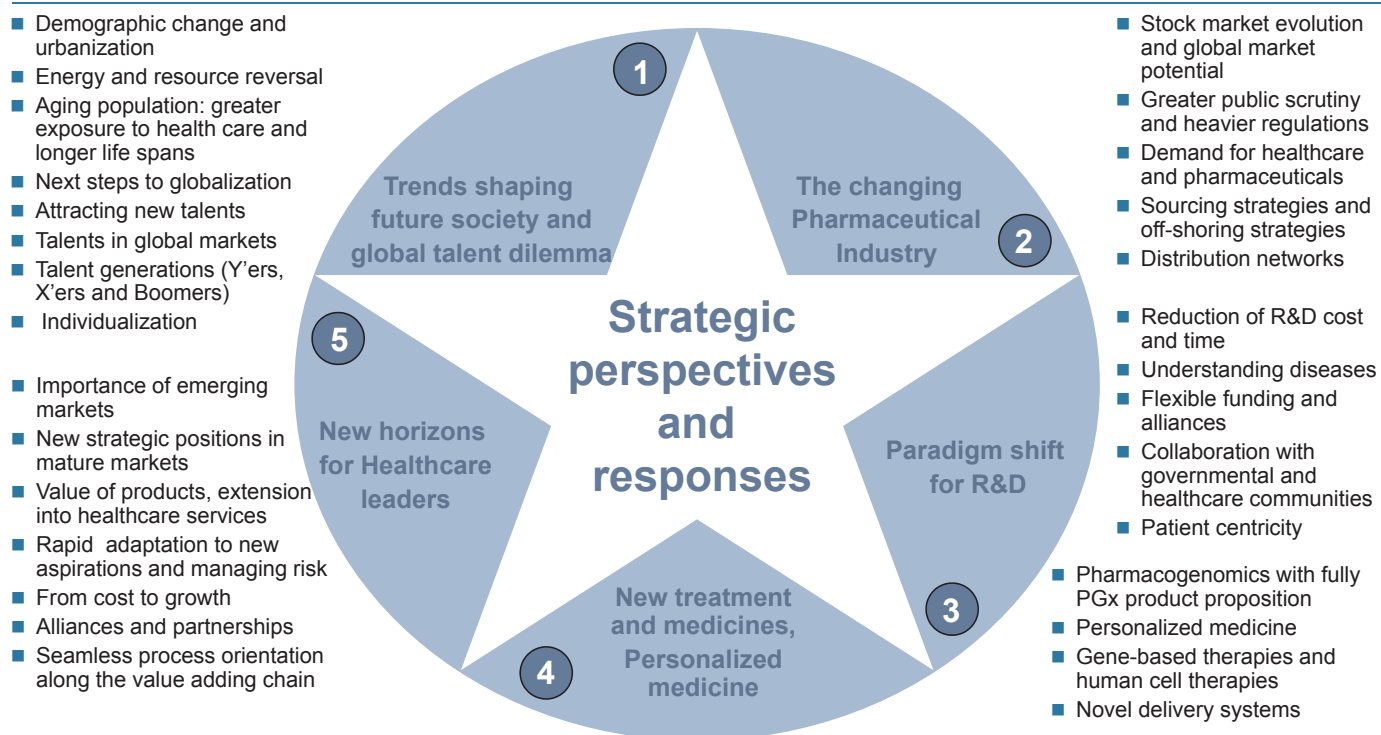 Demographic change and
urbanization
Energy and resource reversal
Aging population: greater
exposure to health care and
longer life spans
Next steps to globalization
Attracting new talents
Talents in global markets
Talent generations (Y'ers,
X'ers and Boomers)
Individualization
Importance of emerging
markets
New strategic positions in
mature markets
Value of products, extension
into healthcare services
Rapid adaptation to new
aspirations and managing risk
From cost to growth
Alliances and partnerships
Seamless process orientation
along the value adding chain
1
Trends shaping
future society and
global talent dilemma
The changing
Pharmaceutical
Industry
2
5
Strategic
perspectives
and
responses
New horizons
for Healthcare
leaders
Paradigm shift
for R&D
3
New treatment
and medicines,
Personalized
medicine
4
Stock market evolution
and global market
potential
Greater public scrutiny
and heavier regulations
Demand for healthcare
and pharmaceuticals
Sourcing strategies and
off-shoring strategies
Distribution networks
Reduction of R&D cost
and time
Understanding diseases
Flexible funding and
alliances
Collaboration with
governmental and
healthcare communities
Patient centricity
Pharmacogenomics with fully
PGx product proposition
Personalized medicine
Gene-based therapies and
human cell therapies
Novel delivery systems